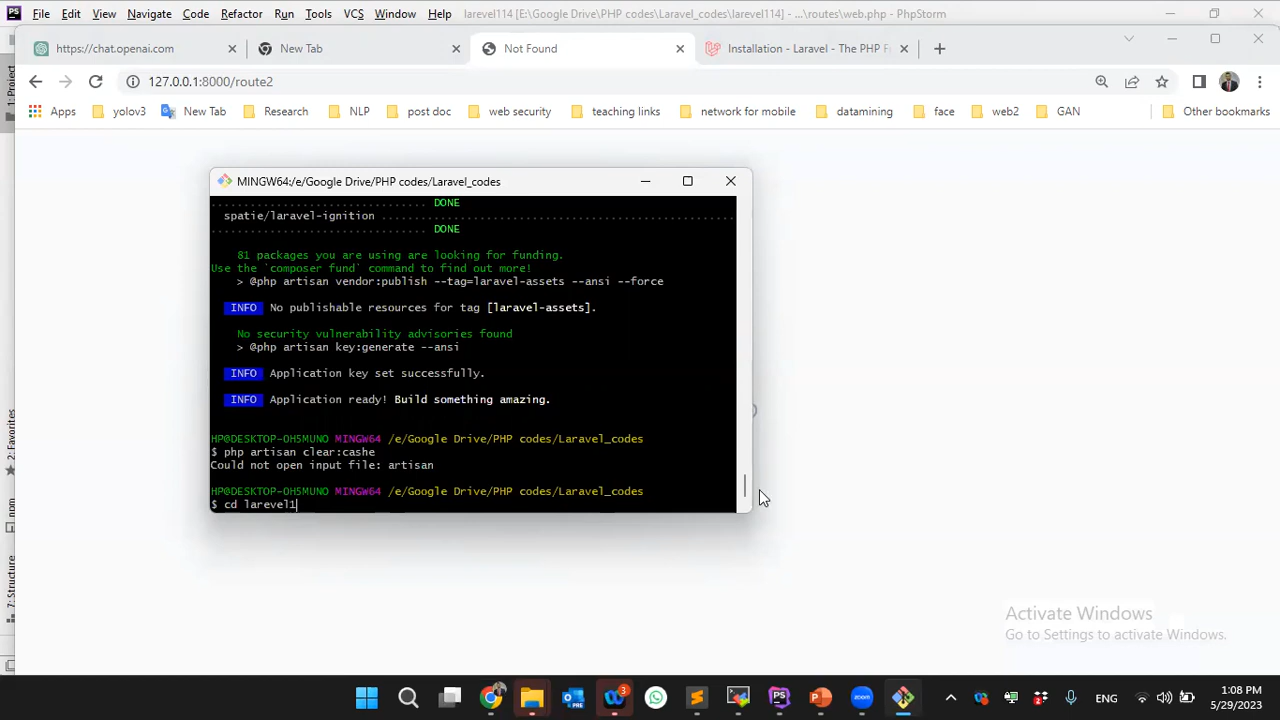 File Edit View Navigate Code Refactor Run Tools VCS Window Help larevel114 [E:\Google Drive\PHP codes\Laravel_codes\larevel114] - ...\routes\web.php - PhpStorm
https://chat.openai.com New Tab Not Found Installation - Laravel - The PHP F
127.0.0.1:8000/route2
Apps yolov3 New Tab Research NLP post doc web security teaching links network for mobile datamining face web2 GAN Other bookmarks
1: Project
MINGW64:/e/Google Drive/PHP codes/Laravel_codes
................................ DONE
spatie/laravel-ignition .....................................................
................................ DONE
81 packages you are using are looking for funding.
Use the `composer fund` command to find out more!
> @php artisan vendor:publish --tag=laravel-assets --ansi --force
INFO No publishable resources for tag [laravel-assets].
No security vulnerability advisories found
> @php artisan key:generate --ansi
INFO Application key set successfully.
INFO Application ready! Build something amazing.
HP@DESKTOP-OH5MUNO MINGW64 /e/Google Drive/PHP codes/Laravel_codes
$ php artisan clear:cashe
Could not open input file: artisan
HP@DESKTOP-OH5MUNO MINGW64 /e/Google Drive/PHP codes/Laravel_codes
$ cd larevel1
2: Favorites
7: Structure
Activate Windows
Go to Settings to activate Windows.
3
ENG
1:08 PM
5/29/2023